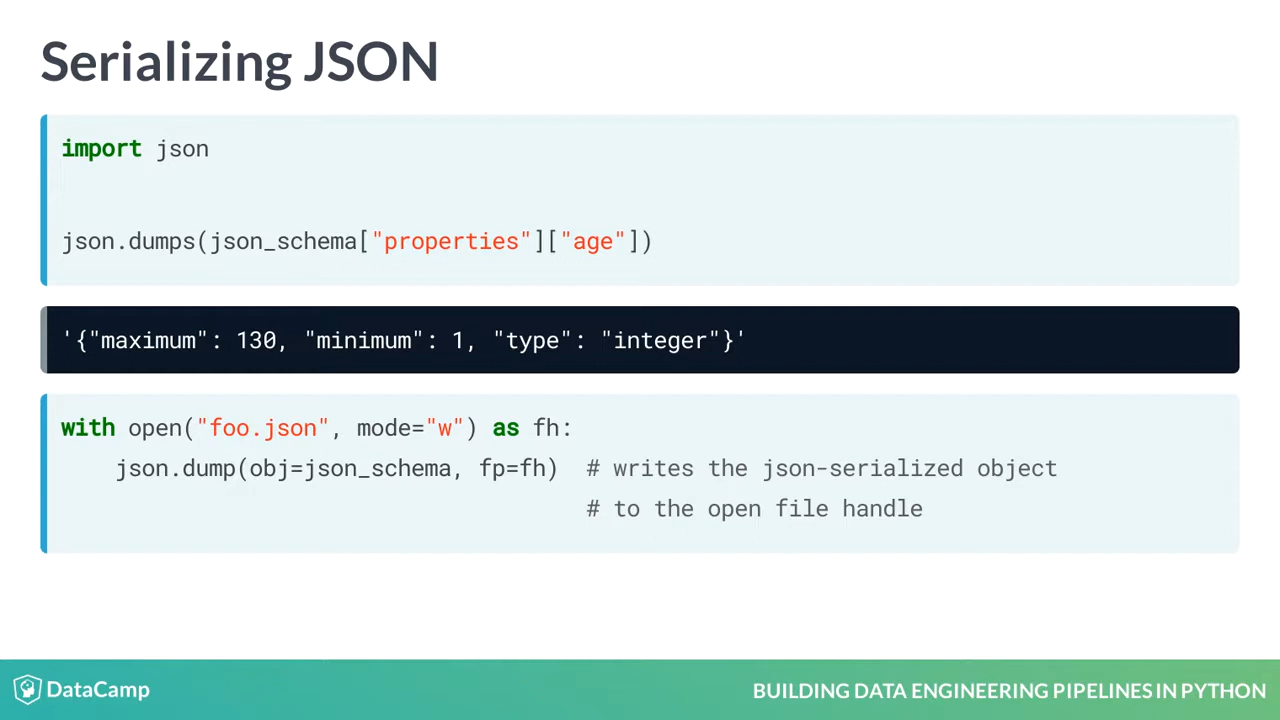 Serializing JSON
import json
json.dumps(json_schema["properties"]["age"])
'{"maximum": 130, "minimum": 1, "type": "integer"}'
with open("foo.json", mode="w") as fh:
    json.dump(obj=json_schema, fp=fh)  # writes the json-serialized object
                                       # to the open file handle
DataCamp
BUILDING DATA ENGINEERING PIPELINES IN PYTHON